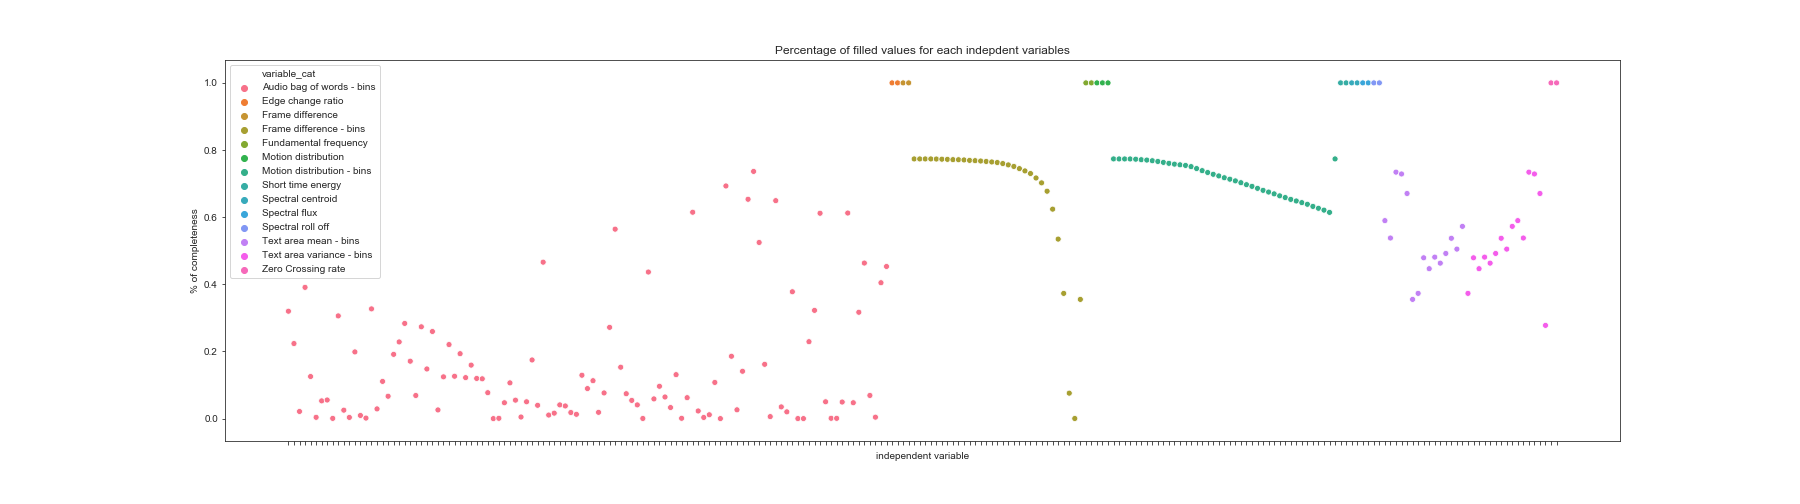 Percentage of filled values for each indepdent variables
variable_cat
Audio bag of words - bins
Edge change ratio
Frame difference
Frame difference - bins
Fundamental frequency
Motion distribution
Motion distribution - bins
Short time energy
Spectral centroid
Spectral flux
Spectral roll off
Text area mean - bins
Text area variance - bins
Zero Crossing rate
1.0
0.8
0.6
0.4
0.2
0.0
% of completeness
independent variable